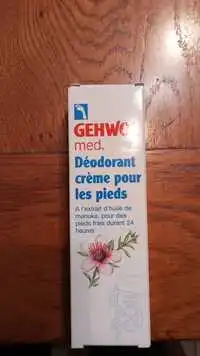 GEHWOL
med.
Déodorant
crème pour
les pieds
A l'extrait d'huile de
manuka, pour des
pieds frais durant 24
heures